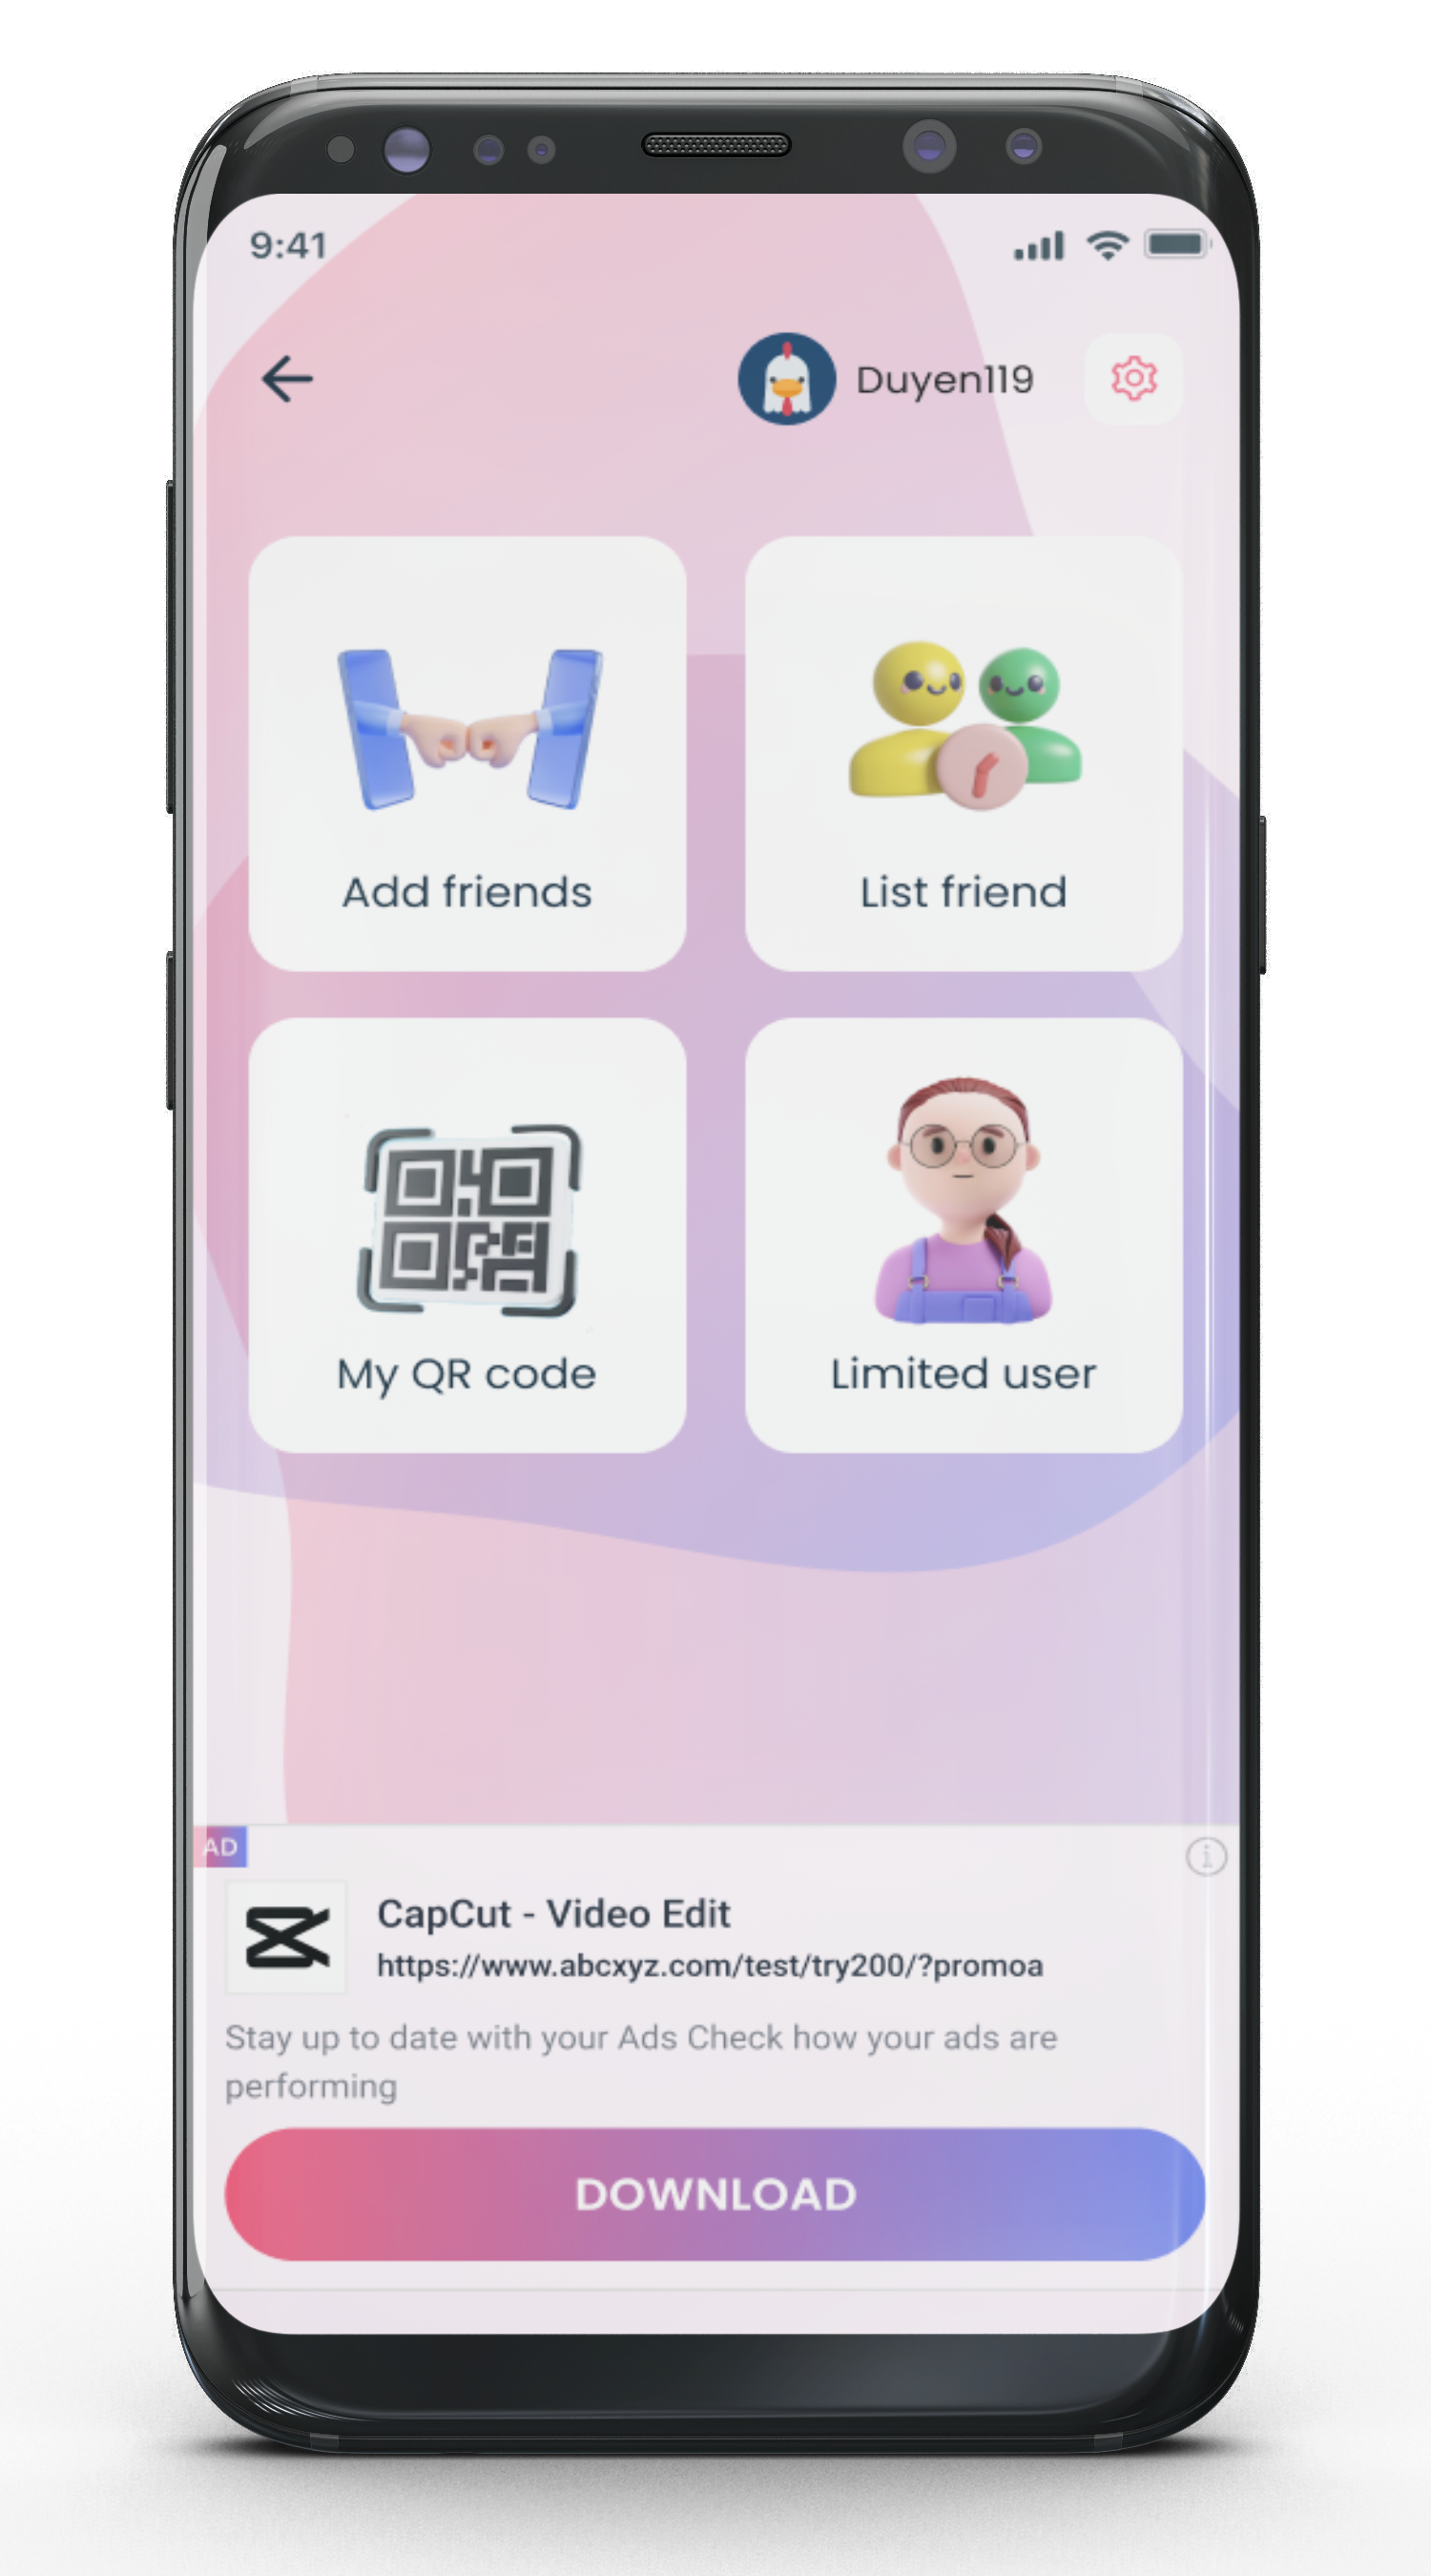 9:41
Duyen119
Add friends
List friend
My QR code
Limited user
AD
CapCut - Video Edit
https://www.abcxyz.com/test/try200/?promoa
Stay up to date with your Ads Check how your ads are
performing
DOWNLOAD